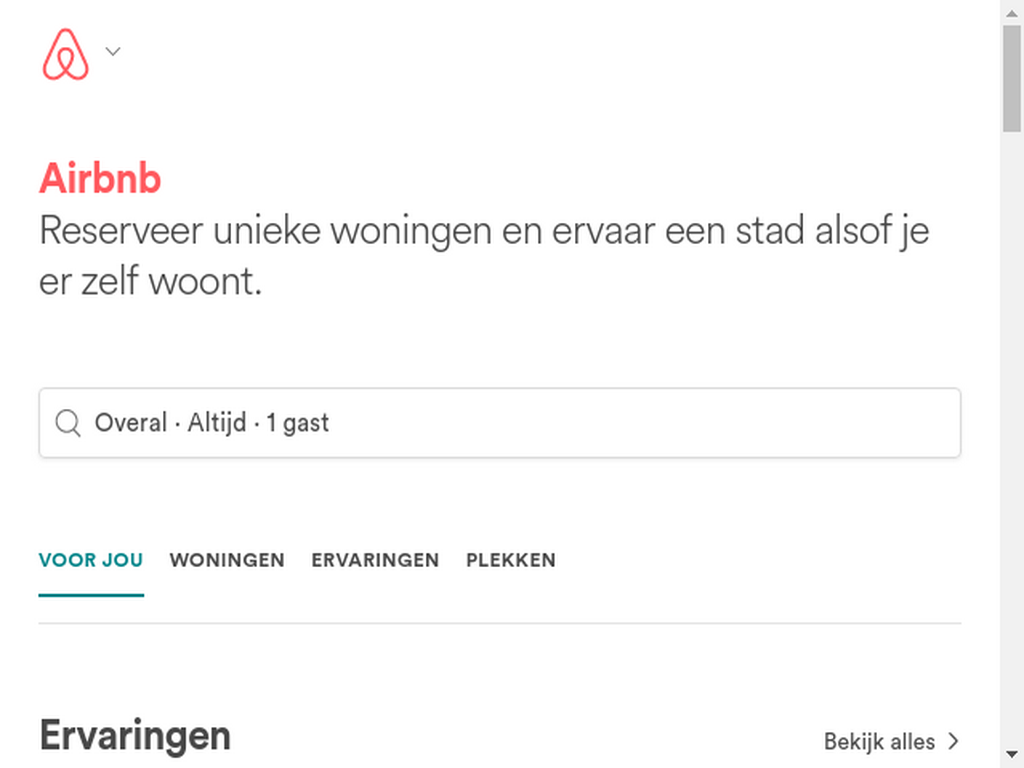 Airbnb
Reserveer unieke woningen en ervaar een stad alsof je
er zelf woont.
Overal · Altijd · 1 gast
VOOR JOU WONINGEN ERVARINGEN PLEKKEN
Ervaringen Bekijk alles